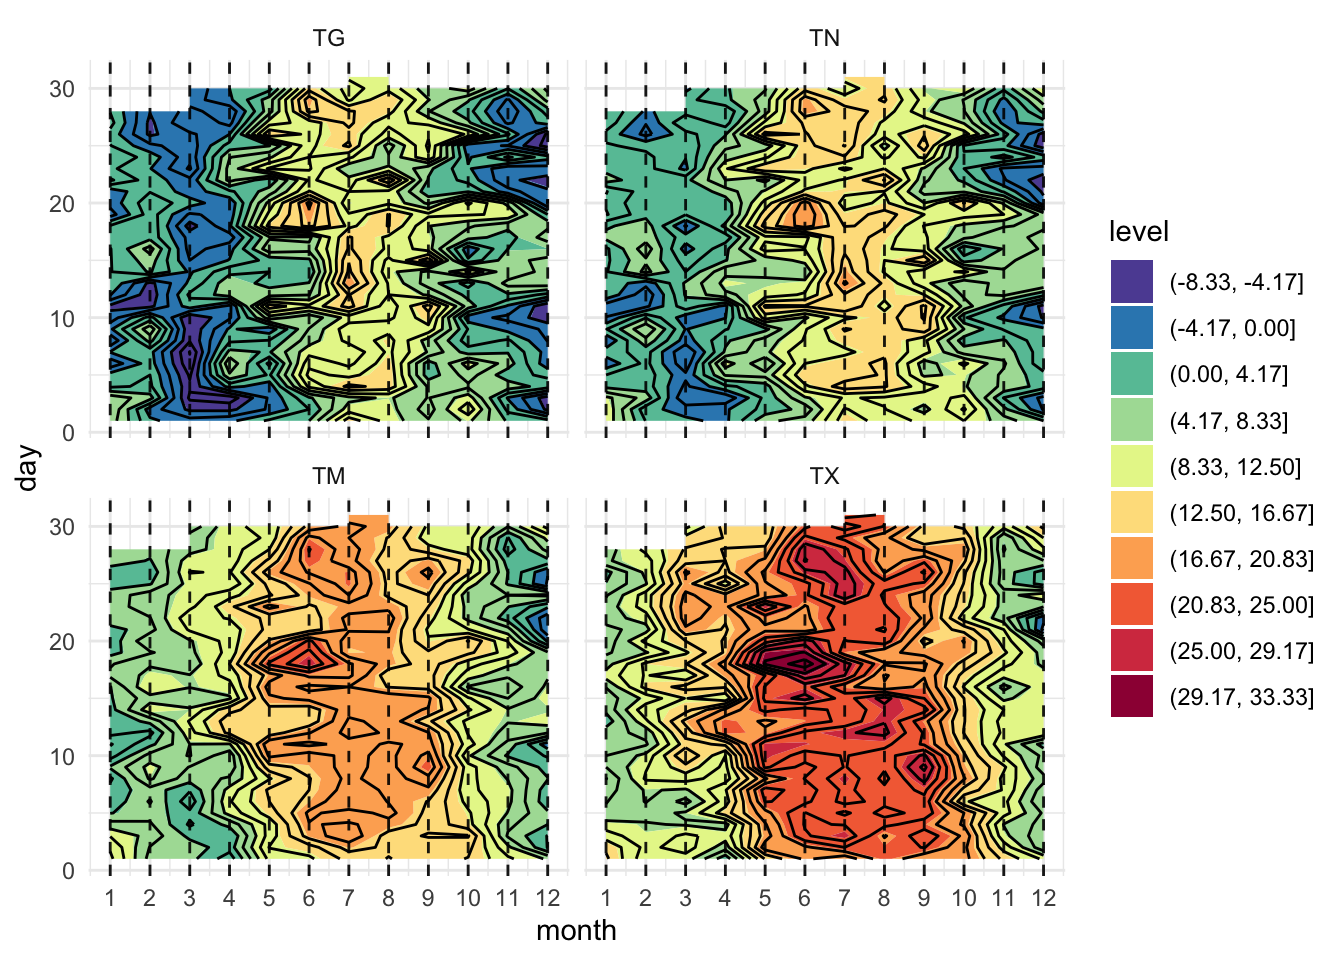 TG
TN
30
20
10
0
day
TM
TX
30
20
10
0
1 2 3 4 5 6 7 8 9 10 11 12
1 2 3 4 5 6 7 8 9 10 11 12
month
level
(-8.33, -4.17]
(-4.17, 0.00]
(0.00, 4.17]
(4.17, 8.33]
(8.33, 12.50]
(12.50, 16.67]
(16.67, 20.83]
(20.83, 25.00]
(25.00, 29.17]
(29.17, 33.33]